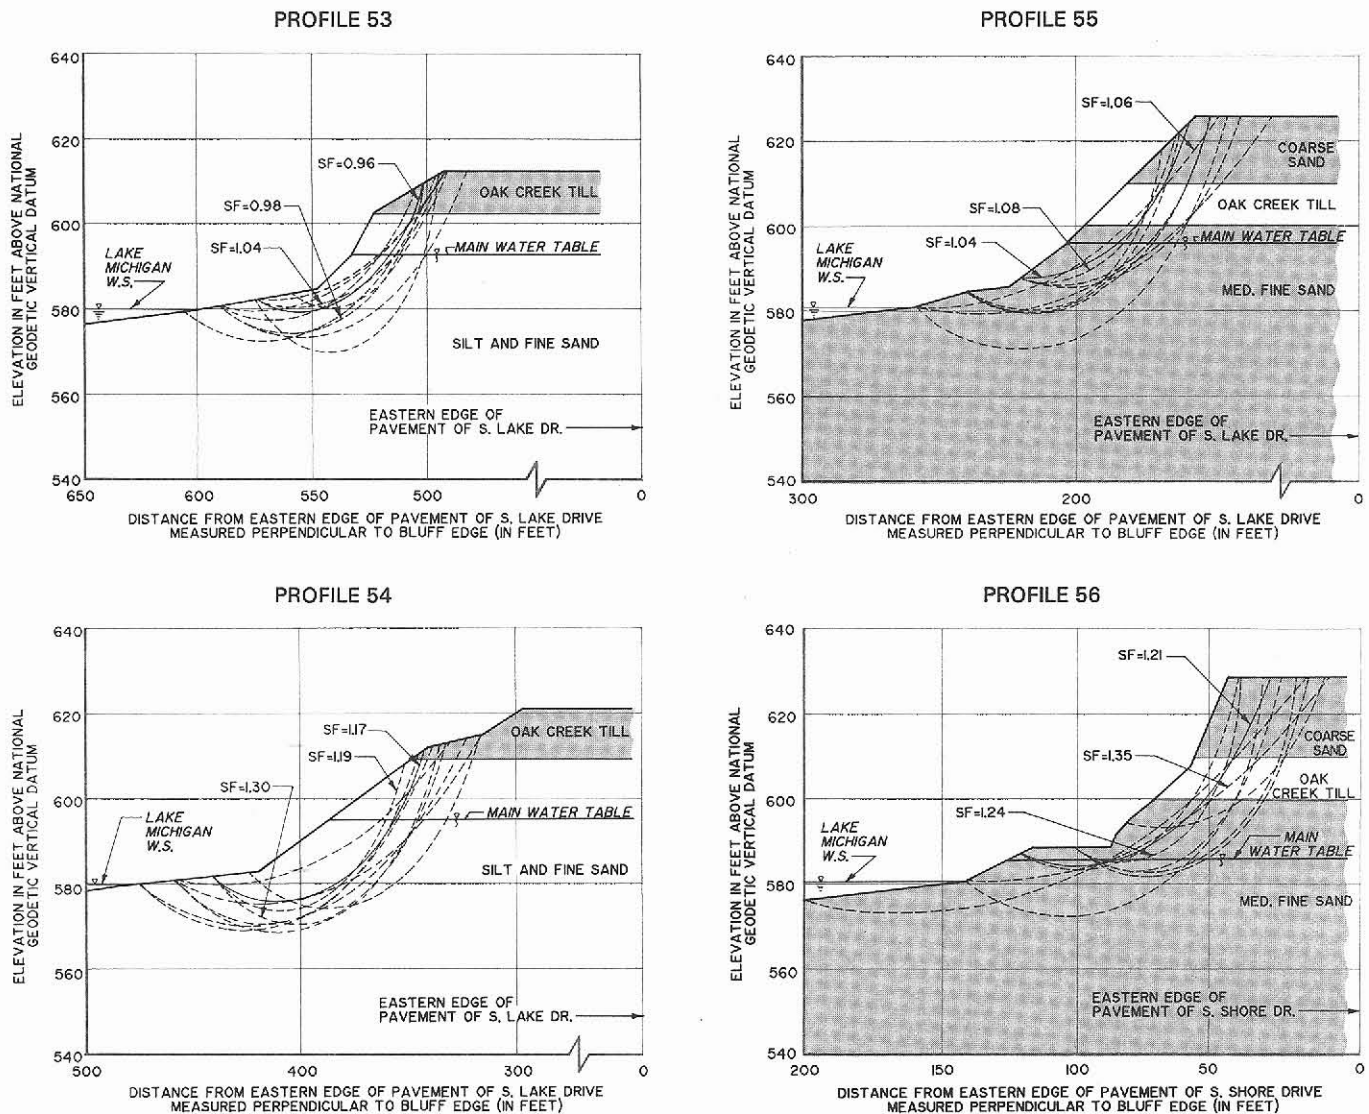 PROFILE 53
640
620
600
580
560
540
650
600
550
500
0
ELEVATION IN FEET ABOVE NATIONAL
GEODETIC VERTICAL DATUM
SF=0.96
OAK CREEK TILL
SF=0.98
SF=1.04
MAIN WATER TABLE
LAKE
MICHIGAN
W.S.
SILT AND FINE SAND
EASTERN EDGE OF
PAVEMENT OF S. LAKE DR.
DISTANCE FROM EASTERN EDGE OF PAVEMENT OF S. LAKE DRIVE
MEASURED PERPENDICULAR TO BLUFF EDGE (IN FEET)
PROFILE 55
640
620
600
580
560
540
300
200
0
ELEVATION IN FEET ABOVE NATIONAL
GEODETIC VERTICAL DATUM
SF=1.06
COARSE
SAND
OAK CREEK TILL
SF=1.08
SF=1.04
MAIN WATER TABLE
LAKE
MICHIGAN
W.S.
MED. FINE SAND
EASTERN EDGE OF
PAVEMENT OF S. LAKE DR.
DISTANCE FROM EASTERN EDGE OF PAVEMENT OF S. LAKE DRIVE
MEASURED PERPENDICULAR TO BLUFF EDGE (IN FEET)
PROFILE 54
640
620
600
580
560
540
500
400
300
0
ELEVATION IN FEET ABOVE NATIONAL
GEODETIC VERTICAL DATUM
SF=1.17
OAK CREEK TILL
SF=1.19
SF=1.30
MAIN WATER TABLE
LAKE
MICHIGAN
W.S.
SILT AND FINE SAND
EASTERN EDGE OF
PAVEMENT OF S. LAKE DR.
DISTANCE FROM EASTERN EDGE OF PAVEMENT OF S. LAKE DRIVE
MEASURED PERPENDICULAR TO BLUFF EDGE (IN FEET)
PROFILE 56
640
620
600
580
560
540
200
150
100
50
0
ELEVATION IN FEET ABOVE NATIONAL
GEODETIC VERTICAL DATUM
SF=1.21
COARSE
SAND
SF=1.35
OAK
CREEK TILL
SF=1.24
LAKE
MICHIGAN
W.S.
MAIN
WATER TABLE
MED. FINE SAND
EASTERN EDGE OF
PAVEMENT OF S. SHORE DR.
DISTANCE FROM EASTERN EDGE OF PAVEMENT OF S. SHORE DRIVE
MEASURED PERPENDICULAR TO BLUFF EDGE (IN FEET)